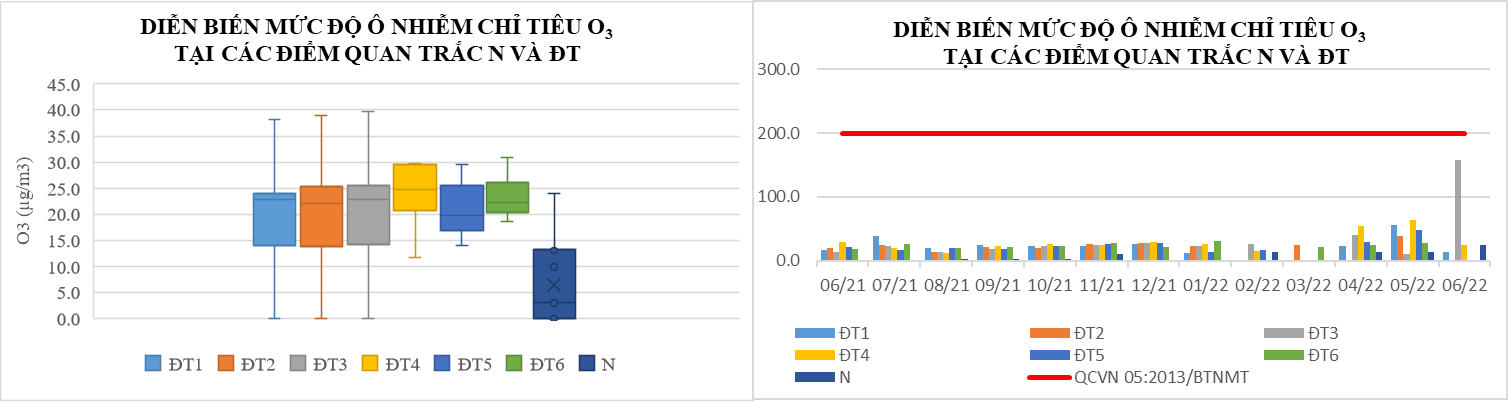 DIỄN BIẾN MỨC ĐỘ Ô NHIỄM CHỈ TIÊU O3
TẠI CÁC ĐIỂM QUAN TRẮC N VÀ ĐT
45.0
40.0
35.0
30.0
25.0
20.0
15.0
10.0
5.0
0.0
O3 (µg/m3)
ĐT1 ĐT2 ĐT3 ĐT4 ĐT5 ĐT6 N
DIỄN BIẾN MỨC ĐỘ Ô NHIỄM CHỈ TIÊU O3
TẠI CÁC ĐIỂM QUAN TRẮC N VÀ ĐT
300.0
200.0
100.0
0.0
06/21 07/21 08/21 09/21 10/21 11/21 12/21 01/22 02/22 03/22 04/22 05/22 06/22
ĐT1 ĐT2 ĐT3
ĐT4 ĐT5 ĐT6
N QCVN 05:2013/BTNMT